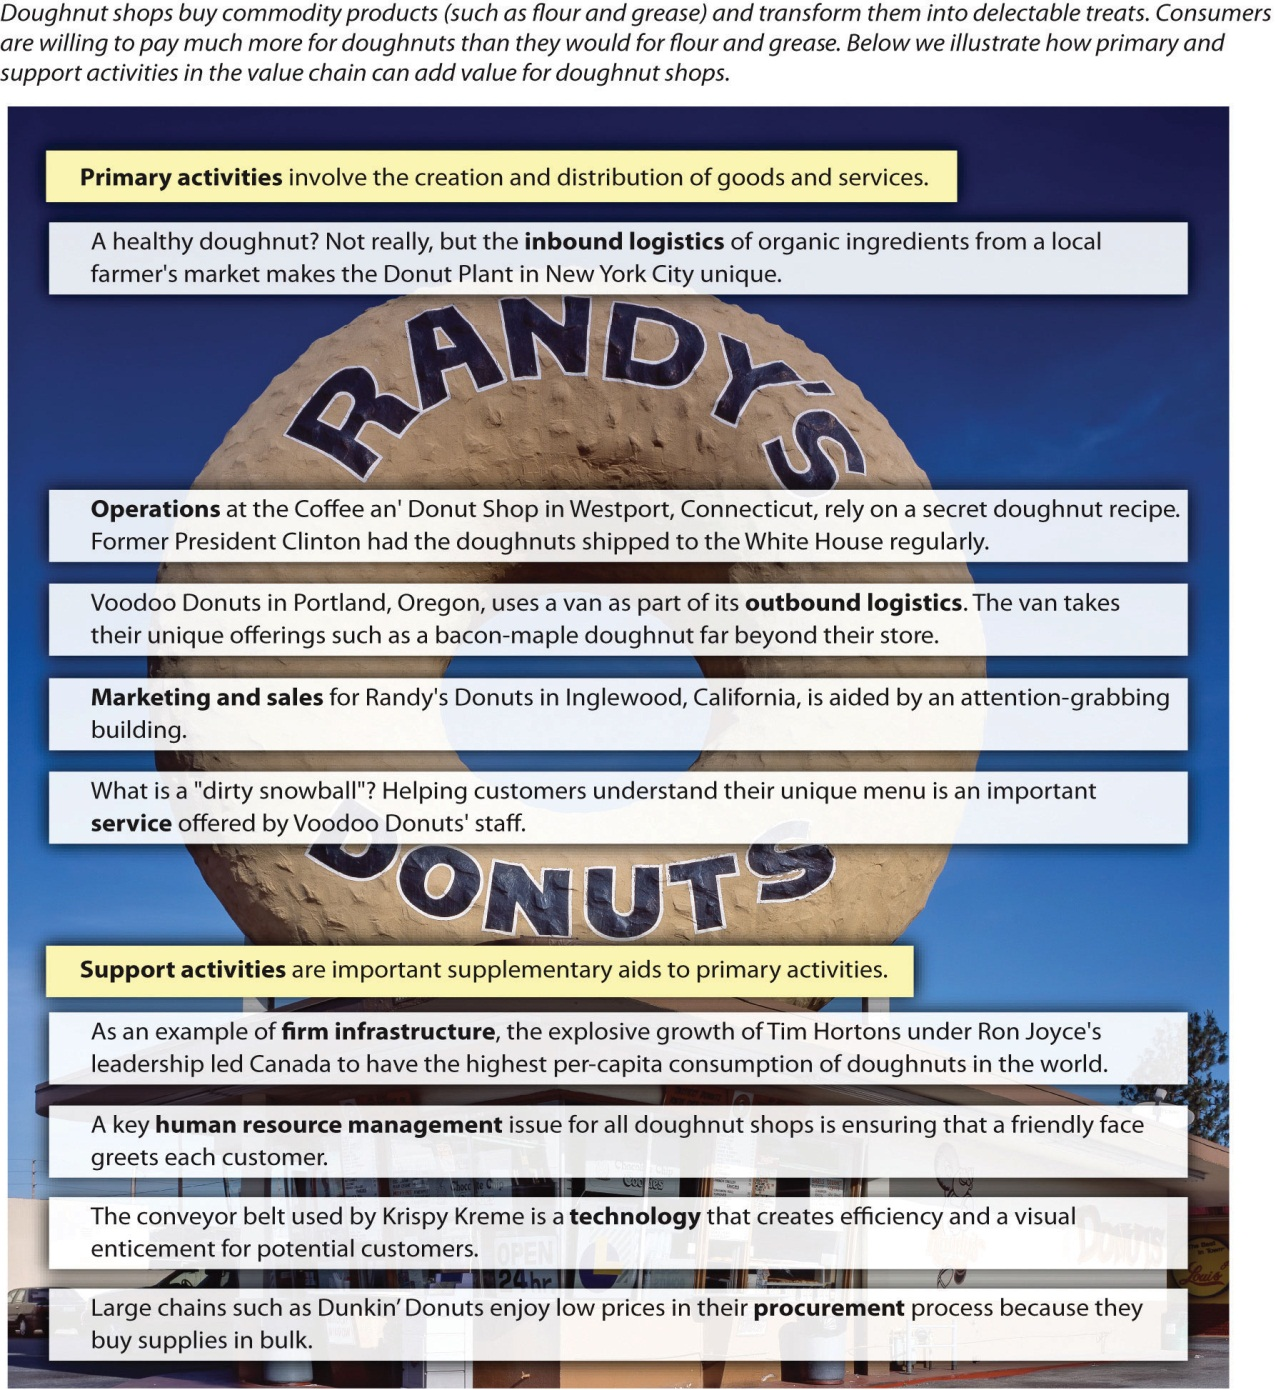 Doughnut shops buy commodity products (such as flour and grease) and transform them into delectable treats. Consumers
are willing to pay much more for doughnuts than they would for flour and grease. Below we illustrate how primary and
support activities in the value chain can add value for doughnut shops.
Primary activities involve the creation and distribution of goods and services.
A healthy doughnut? Not really, but the inbound logistics of organic ingredients from a local
farmer's market makes the Donut Plant in New York City unique.
RANDY'S
Operations at the Coffee an' Donut Shop in Westport, Connecticut, rely on a secret doughnut recipe.
Former President Clinton had the doughnuts shipped to the White House regularly.
Voodoo Donuts in Portland, Oregon, uses a van as part of its outbound logistics. The van takes
their unique offerings such as a bacon-maple doughnut far beyond their store.
Marketing and sales for Randy's Donuts in Inglewood, California, is aided by an attention-grabbing
building.
What is a "dirty snowball"? Helping customers understand their unique menu is an important
service offered by Voodoo Donuts' staff.
DONUTS
Support activities are important supplementary aids to primary activities.
As an example of firm infrastructure, the explosive growth of Tim Hortons under Ron Joyce's
leadership led Canada to have the highest per-capita consumption of doughnuts in the world.
A key human resource management issue for all doughnut shops is ensuring that a friendly face
greets each customer.
The conveyor belt used by Krispy Kreme is a technology that creates efficiency and a visual
enticement for potential customers.
OPEN
24 hr.
DONUTS
Large chains such as Dunkin' Donuts enjoy low prices in their procurement process because they
buy supplies in bulk.